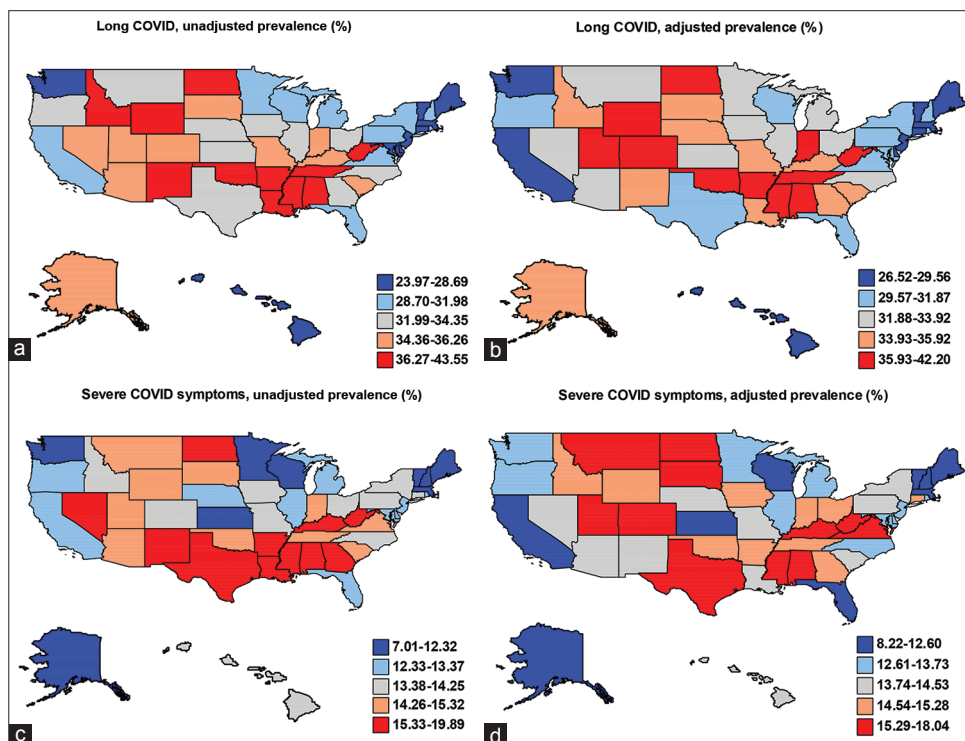 Long COVID, unadjusted prevalence (%)
23.97-28.69
28.70-31.98
31.99-34.35
34.36-36.26
36.27-43.55
a
Long COVID, adjusted prevalence (%)
26.52-29.56
29.57-31.87
31.88-33.92
33.93-35.92
35.93-42.20
b
Severe COVID symptoms, unadjusted prevalence (%)
7.01-12.32
12.33-13.37
13.38-14.25
14.26-15.32
15.33-19.89
c
Severe COVID symptoms, adjusted prevalence (%)
8.22-12.60
12.61-13.73
13.74-14.53
14.54-15.28
15.29-18.04
d